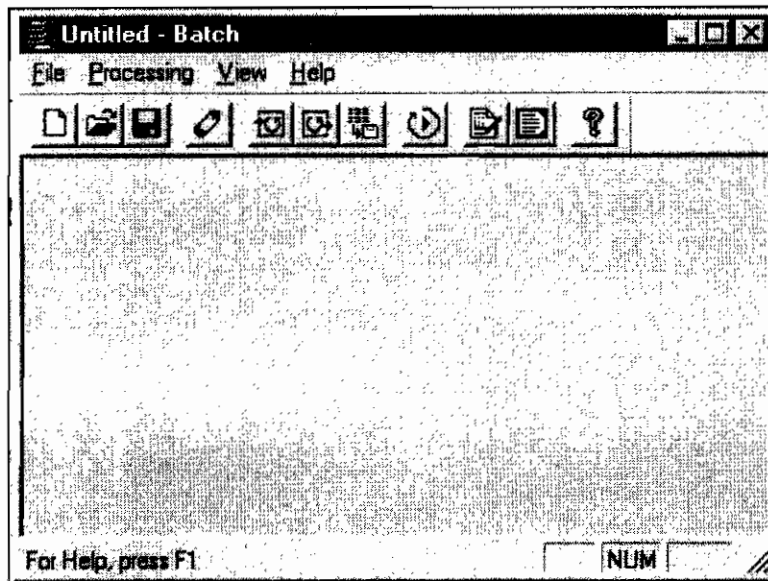 Untitled - Batch
File Processing View Help
For Help, press F1 NUM